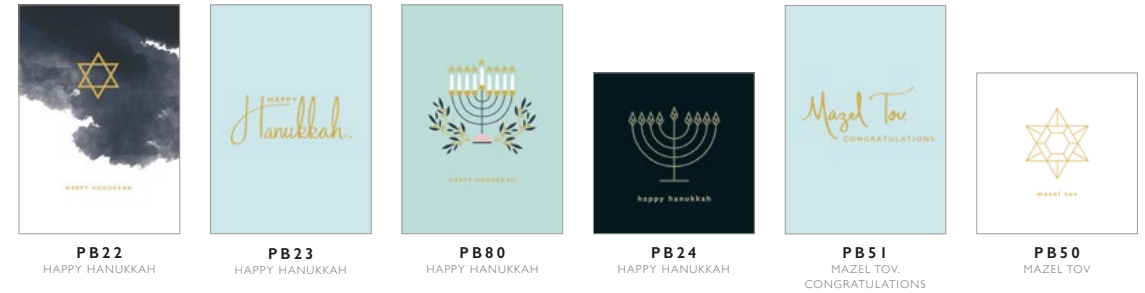 HAPPY HANUKKAH
HAPPY
Hanukkah.
HAPPY HANUKKAH
happy hanukkah
Mazel Tov.
CONGRATULATIONS
mazel tov
PB22
HAPPY HANUKKAH
PB23
HAPPY HANUKKAH
PB80
HAPPY HANUKKAH
PB24
HAPPY HANUKKAH
PB51
MAZEL TOV.
CONGRATULATIONS
PB50
MAZEL TOV